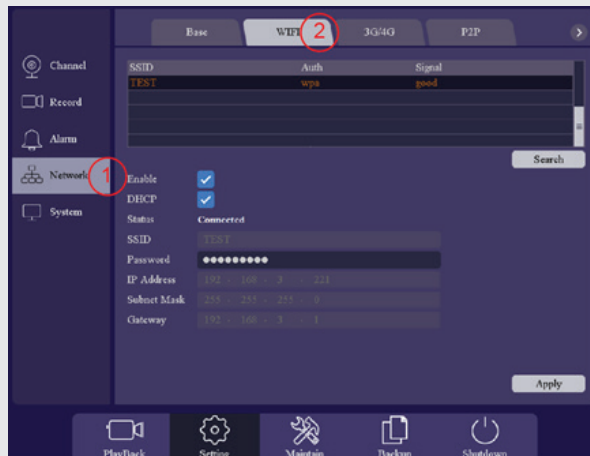 Base WIFI 2 3G/4G P2P >
Channel
Record
Alarm
Network 1
System
SSID Auth Signal
TEST wpa good
Search
Enable
DHCP
Status Connected
SSID TEST
Password ●●●●●●●●●
IP Address 192 - 168 - 3 - 221
Subnet Mask 255 - 255 - 255 - 0
Gateway 192 - 168 - 3 - 1
Apply
PlayBack Setting Maintain Backup Shutdown